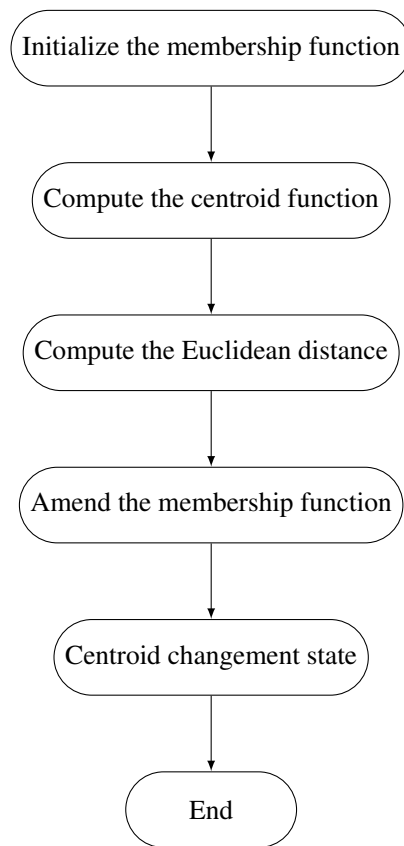 Initialize the membership function
Compute the centroid function
Compute the Euclidean distance
Amend the membership function
Centroid changement state
End